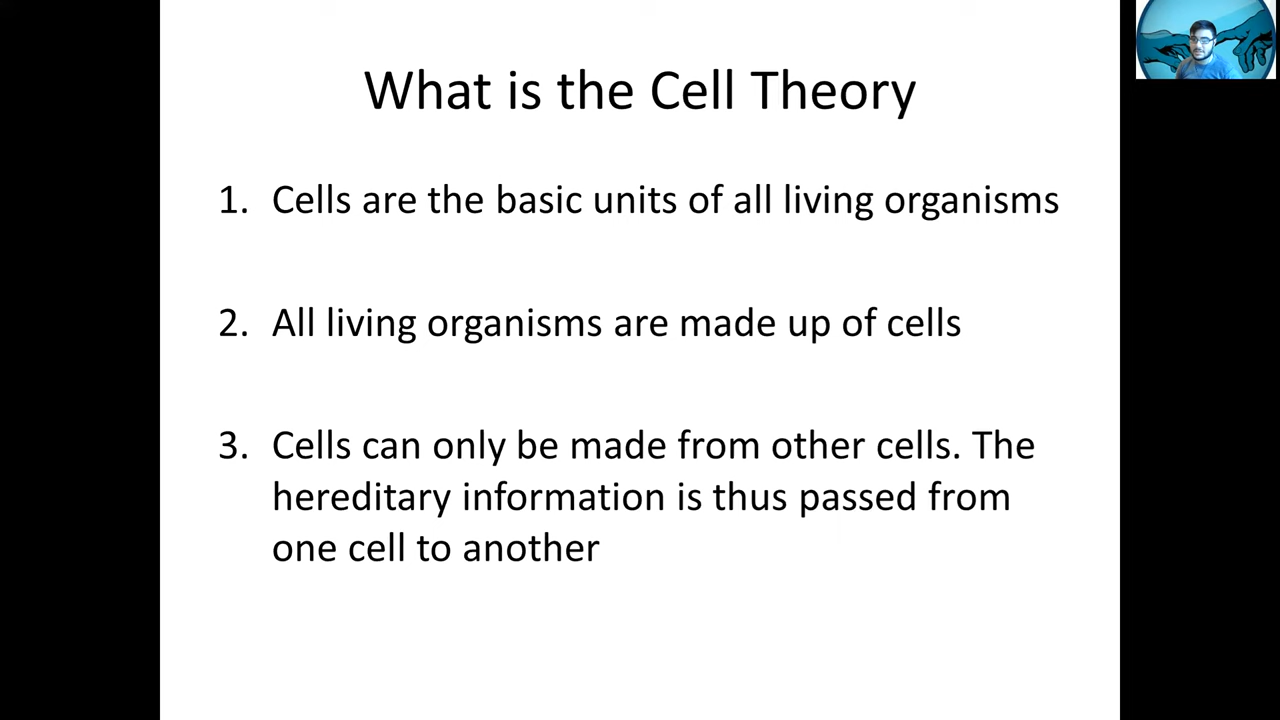 What is the Cell Theory
1. Cells are the basic units of all living organisms
2. All living organisms are made up of cells
3. Cells can only be made from other cells. The
hereditary information is thus passed from
one cell to another